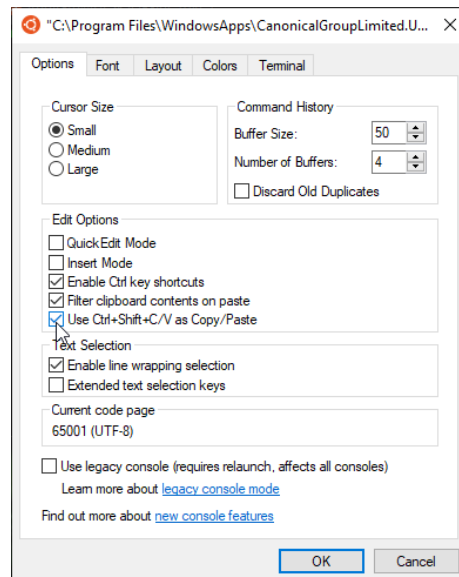 "C:\Program Files\WindowsApps\CanonicalGroupLimited.U...
Options Font Layout Colors Terminal
Cursor Size
Small
Medium
Large
Command History
Buffer Size: 50
Number of Buffers: 4
Discard Old Duplicates
Edit Options
QuickEdit Mode
Insert Mode
Enable Ctrl key shortcuts
Filter clipboard contents on paste
Use Ctrl+Shift+C/V as Copy/Paste
Text Selection
Enable line wrapping selection
Extended text selection keys
Current code page
65001 (UTF-8)
Use legacy console (requires relaunch, affects all consoles)
Learn more about legacy console mode
Find out more about new console features
OK Cancel